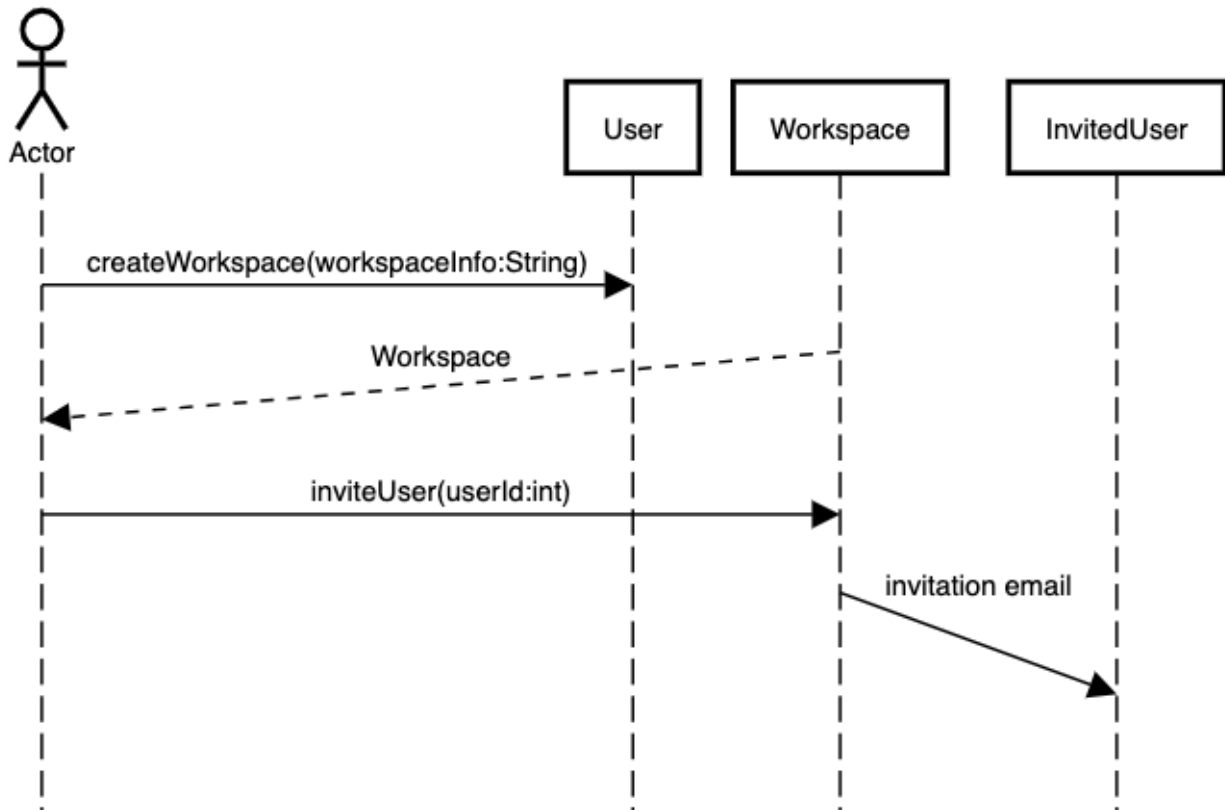 Actor
User
Workspace
InvitedUser
createWorkspace(workspaceInfo:String)
Workspace
inviteUser(userId:int)
invitation email